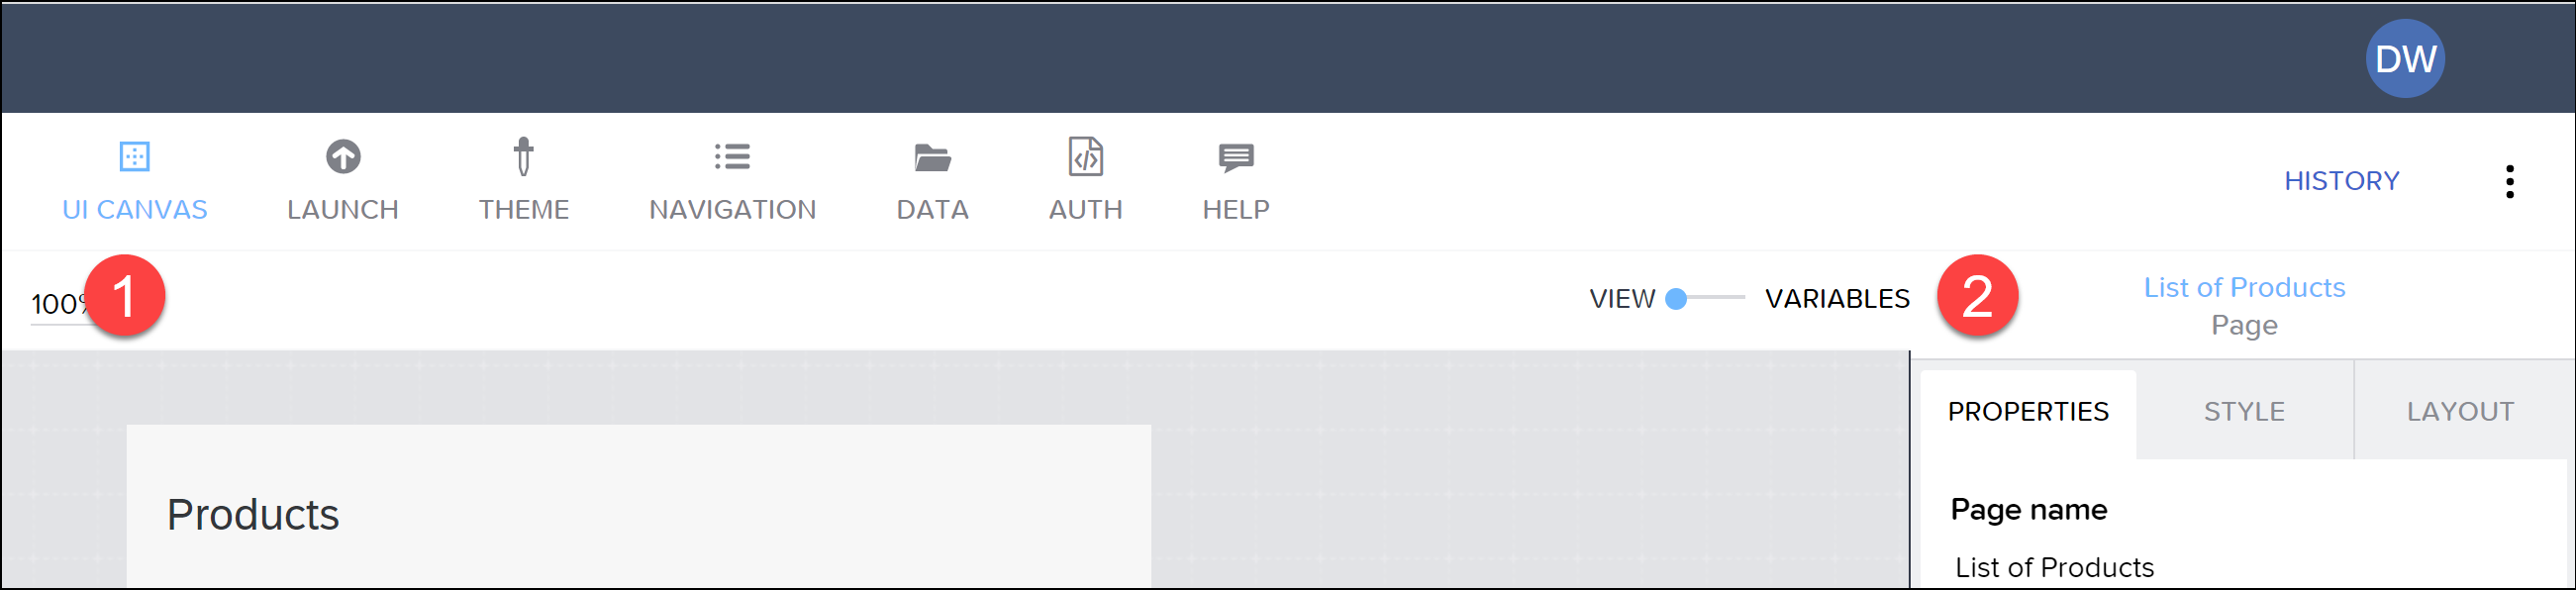 DW
UI CANVAS LAUNCH THEME NAVIGATION DATA AUTH HELP HISTORY
100% 1 VIEW VARIABLES 2 List of Products
Page
PROPERTIES STYLE LAYOUT
Products
Page name
List of Products